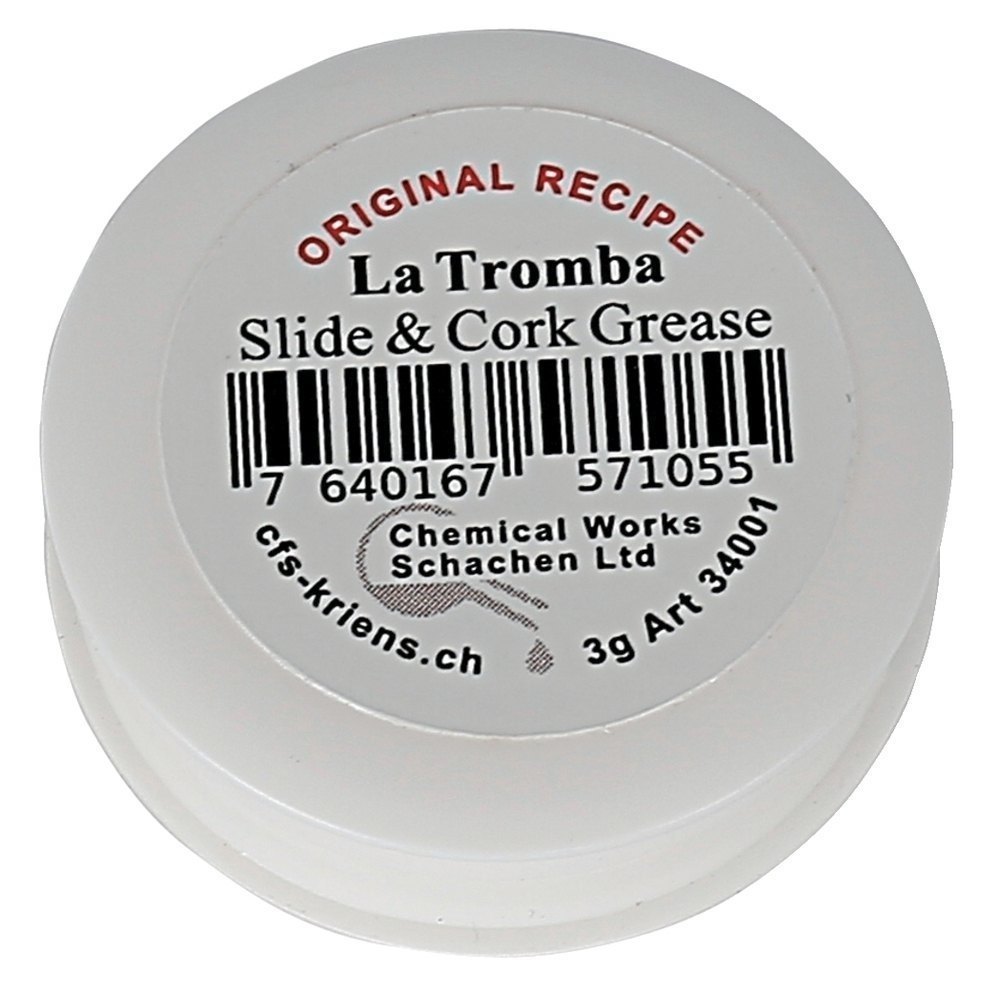 ORIGINAL RECIPE
La Tromba
Slide & Cork Grease
7 640167 571055
Chemical Works
Schachen Ltd
cfs-kriens.ch
3g Art 34001